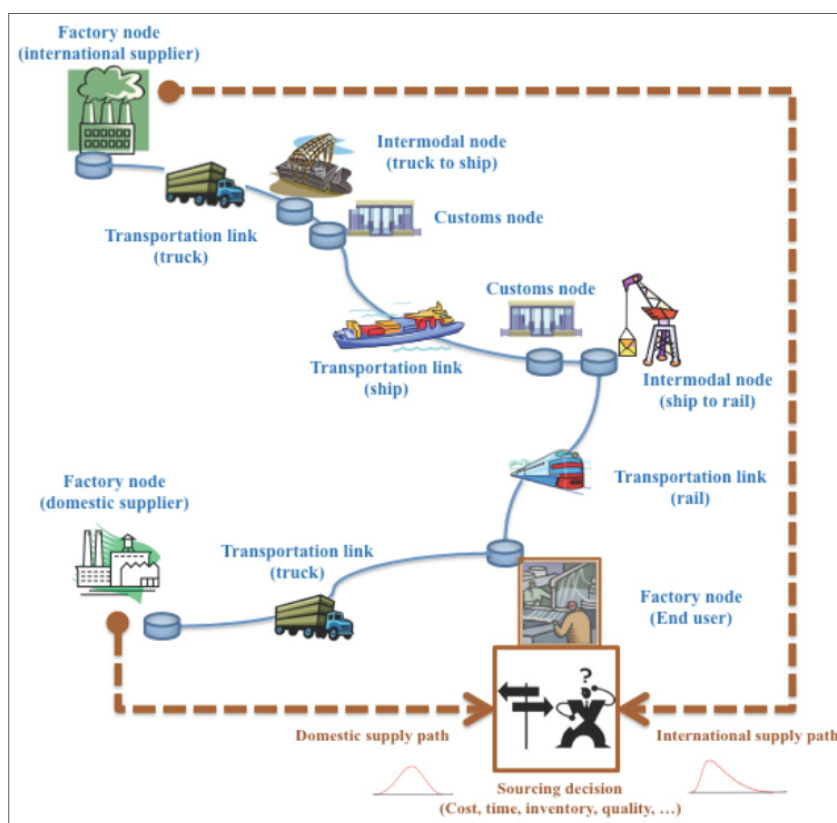 Factory node
(international supplier)
Intermodal node
(truck to ship)
Customs node
Transportation link
(truck)
Customs node
Transportation link
(ship)
Intermodal node
(ship to rail)
Transportation link
(rail)
Factory node
(domestic supplier)
Transportation link
(truck)
Factory node
(End user)
?
Domestic supply path
International supply path
Sourcing decision
(Cost, time, inventory, quality, …)